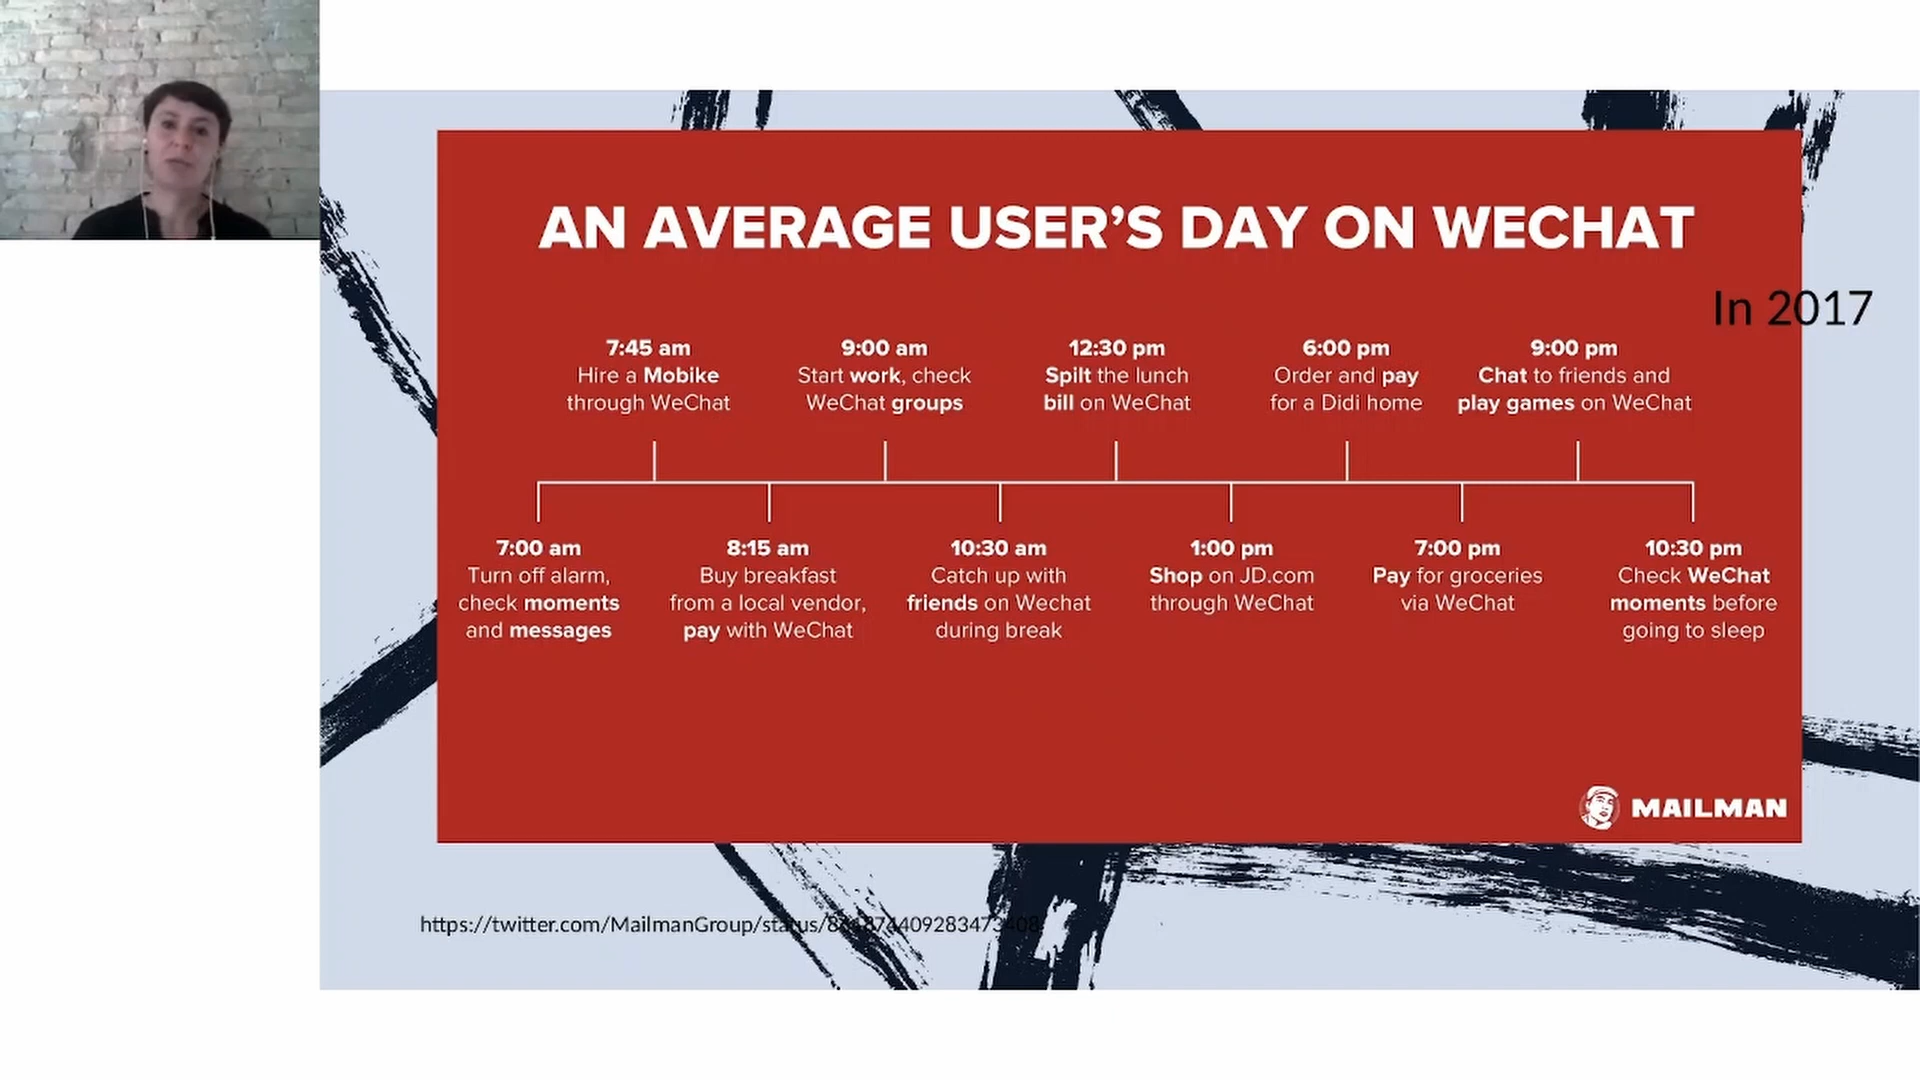 AN AVERAGE USER’S DAY ON WECHAT
In 2017
7:45 am
Hire a Mobike
through WeChat
9:00 am
Start work, check
WeChat groups
12:30 pm
Spilt the lunch
bill on WeChat
6:00 pm
Order and pay
for a Didi home
9:00 pm
Chat to friends and
play games on WeChat
7:00 am
Turn off alarm,
check moments
and messages
8:15 am
Buy breakfast
from a local vendor,
pay with WeChat
10:30 am
Catch up with
friends on Wechat
during break
1:00 pm
Shop on JD.com
through WeChat
7:00 pm
Pay for groceries
via WeChat
10:30 pm
Check WeChat
moments before
going to sleep
MAILMAN